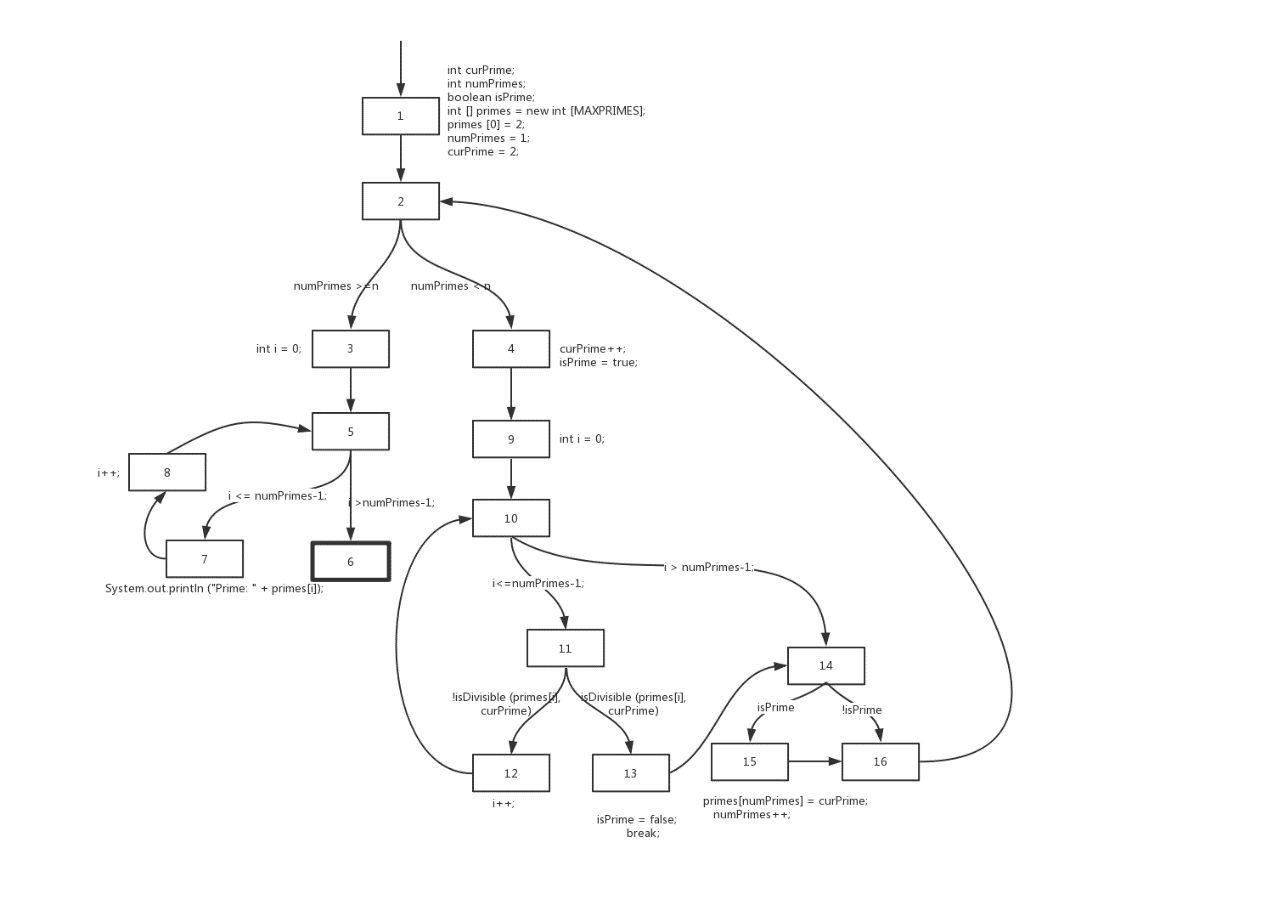 int curPrime;
int numPrimes;
boolean isPrime;
int [] primes = new int [MAXPRIMES];
primes [0] = 2;
numPrimes = 1;
curPrime = 2;
1
2
numPrimes >=n
numPrimes < n
int i = 0;
3
4
curPrime++;
isPrime = true;
5
9
int i = 0;
i++;
8
i <= numPrimes-1;
i >numPrimes-1;
10
7
6
System.out.println ("Prime: " + primes[i]);
i<=numPrimes-1;
i > numPrimes-1;
11
14
!isDivisible (primes[i],
curPrime)
isDivisible (primes[i],
curPrime)
isPrime
!isPrime
12
13
15
16
i++;
isPrime = false;
break;
primes[numPrimes] = curPrime;
numPrimes++;